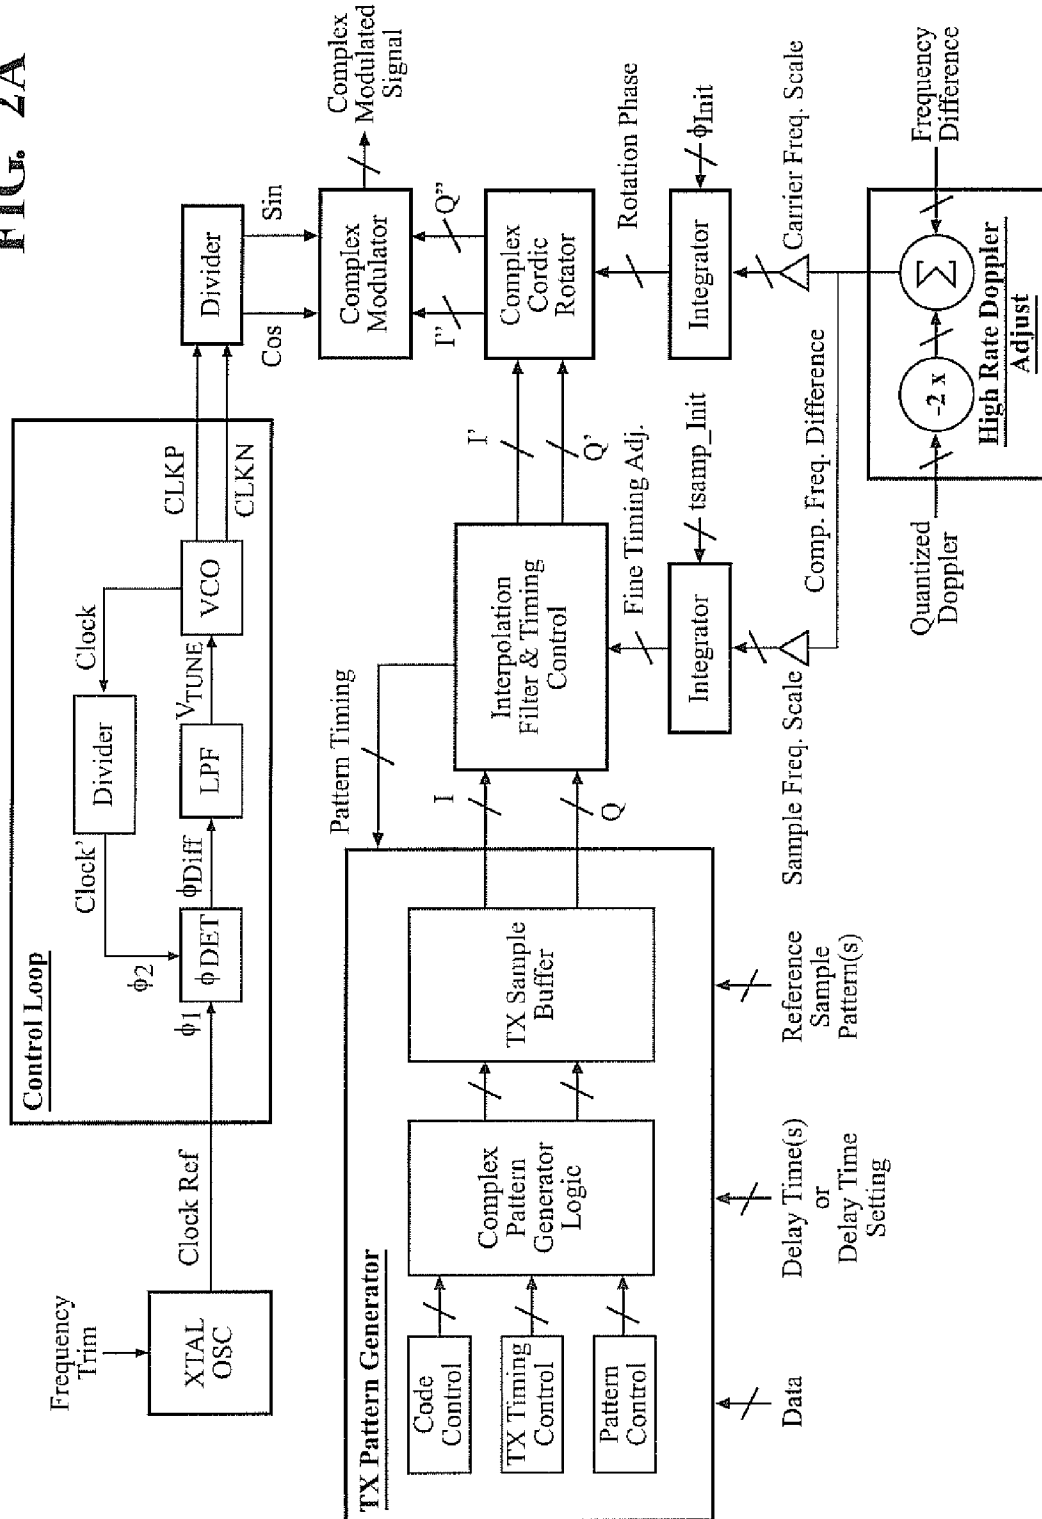 FIG. 2A
Frequency
Trim
XTAL
OSC
Clock Ref
Control Loop
ϕ1
ϕ2
ϕDET
Clock'
ϕDiff
Divider
LPF
VTUNE
Clock
VCO
CLKP
CLKN
Divider
Cos
Sin
Complex
Modulator
Complex
Modulated
Signal
I''
Q''
Complex
Cordic
Rotator
Rotation Phase
Integrator
ϕInit
Carrier Freq. Scale
TX Pattern Generator
Code
Control
TX Timing
Control
Pattern
Control
Complex
Pattern
Generator
Logic
TX Sample
Buffer
Pattern Timing
I
Q
Interpolation
Filter & Timing
Control
I'
Q'
Fine Timing Adj.
Integrator
tsamp_Init
Sample Freq. Scale
Comp. Freq. Difference
Data
Delay Time(s)
or
Delay Time
Setting
Reference
Sample
Pattern(s)
Quantized
Doppler
-2 x
Σ
High Rate Doppler
Adjust
Frequency
Difference